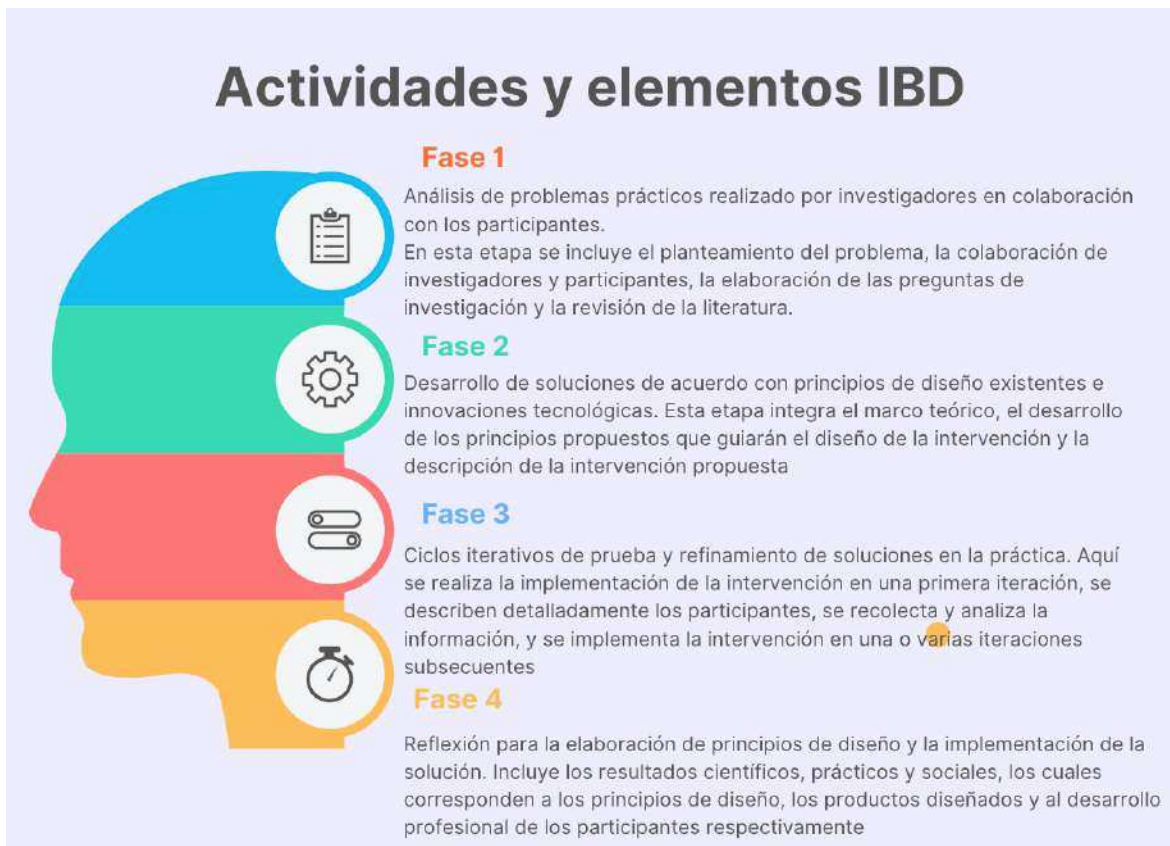 Actividades y elementos IBD
Fase 1
Análisis de problemas prácticos realizado por investigadores en colaboración
con los participantes.
En esta etapa se incluye el planteamiento del problema, la colaboración de
investigadores y participantes, la elaboración de las preguntas de
investigación y la revisión de la literatura.
Fase 2
Desarrollo de soluciones de acuerdo con principios de diseño existentes e
innovaciones tecnológicas. Esta etapa integra el marco teórico, el desarrollo
de los principios propuestos que guiarán el diseño de la intervención y la
descripción de la intervención propuesta
Fase 3
Ciclos iterativos de prueba y refinamiento de soluciones en la práctica. Aquí
se realiza la implementación de la intervención en una primera iteración, se
describen detalladamente los participantes, se recolecta y analiza la
información, y se implementa la intervención en una o varias iteraciones
subsecuentes
Fase 4
Reflexión para la elaboración de principios de diseño y la implementación de la
solución. Incluye los resultados científicos, prácticos y sociales, los cuales
corresponden a los principios de diseño, los productos diseñados y al desarrollo
profesional de los participantes respectivamente